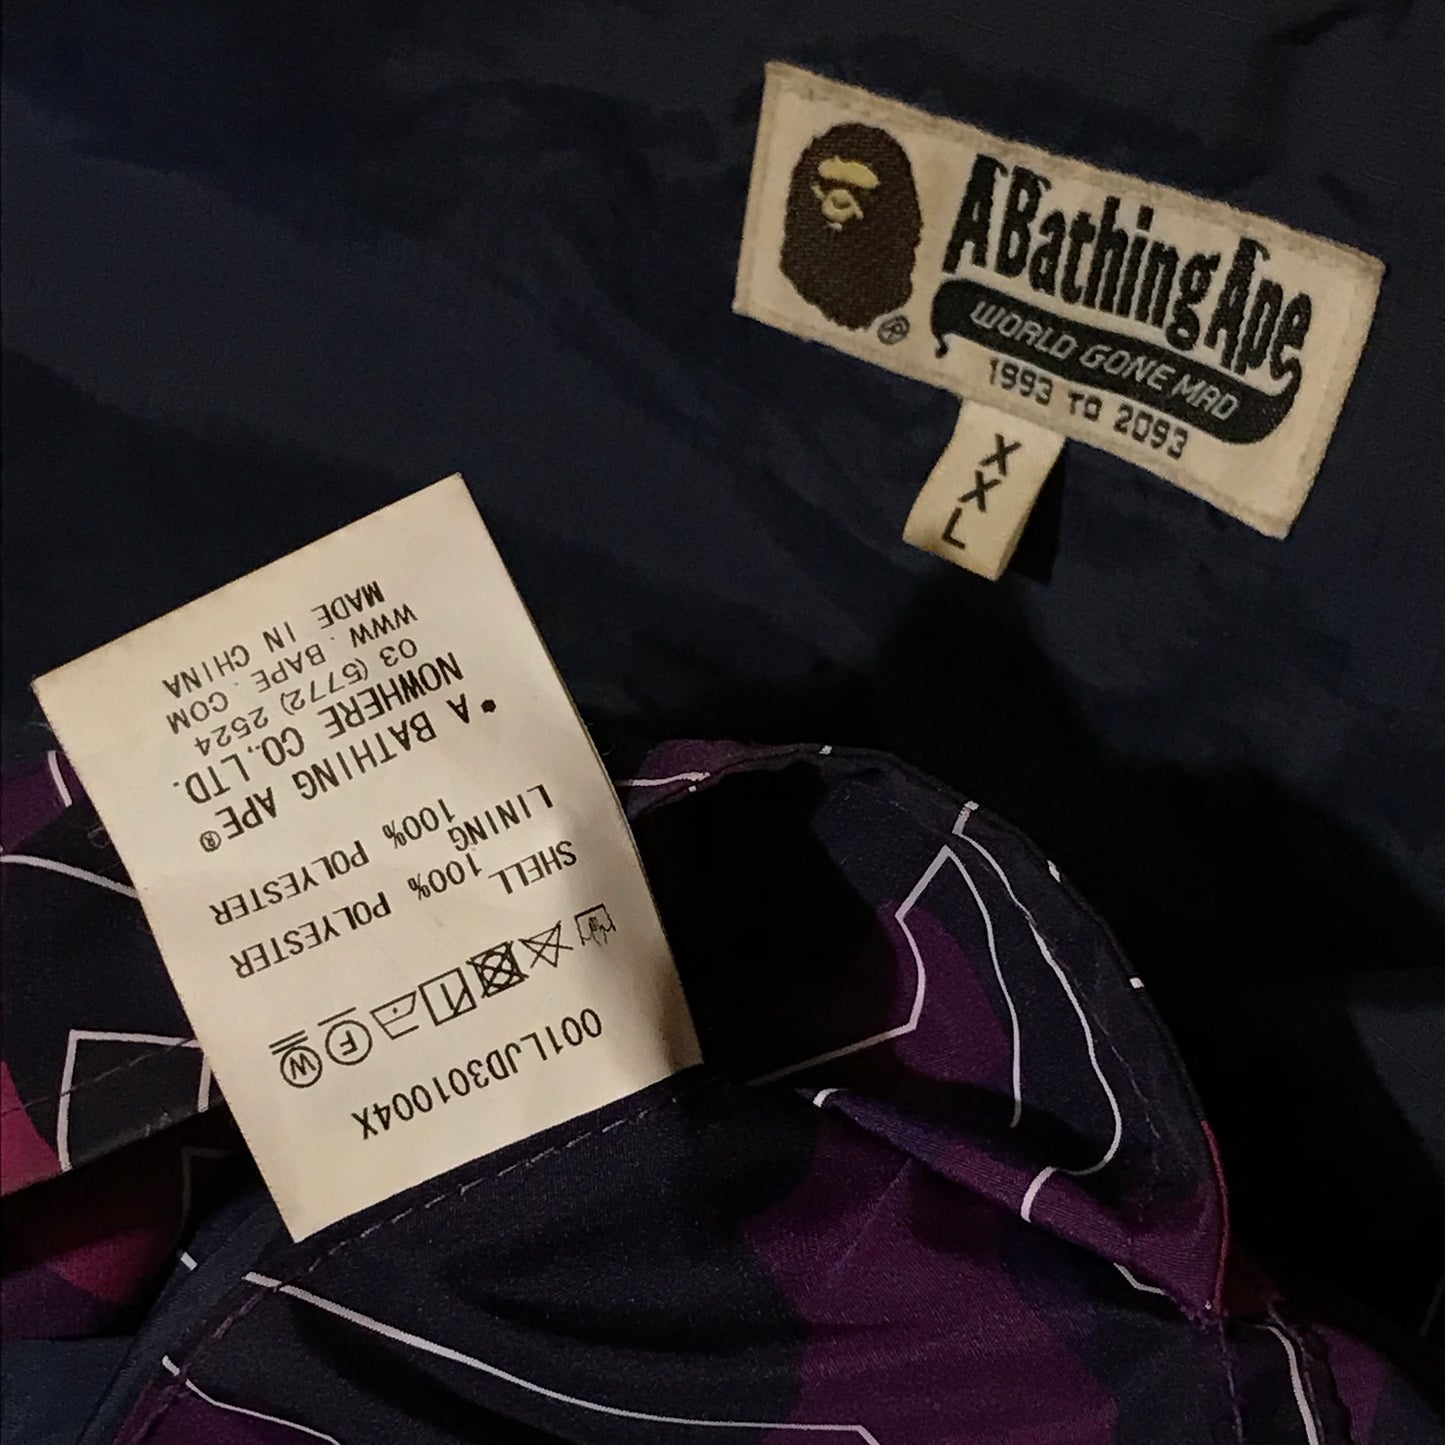 A Bathing Ape
®
WORLD GONE MAD
1993 TO 2093
XXL
001LJD301004X
W F
SHELL
100% POLYESTER
LINING
100% POLYESTER
*A BATHING APE®
NOWHERE CO., LTD.
03 (5772) 2524
WWW.BAPE.COM
MADE IN CHINA